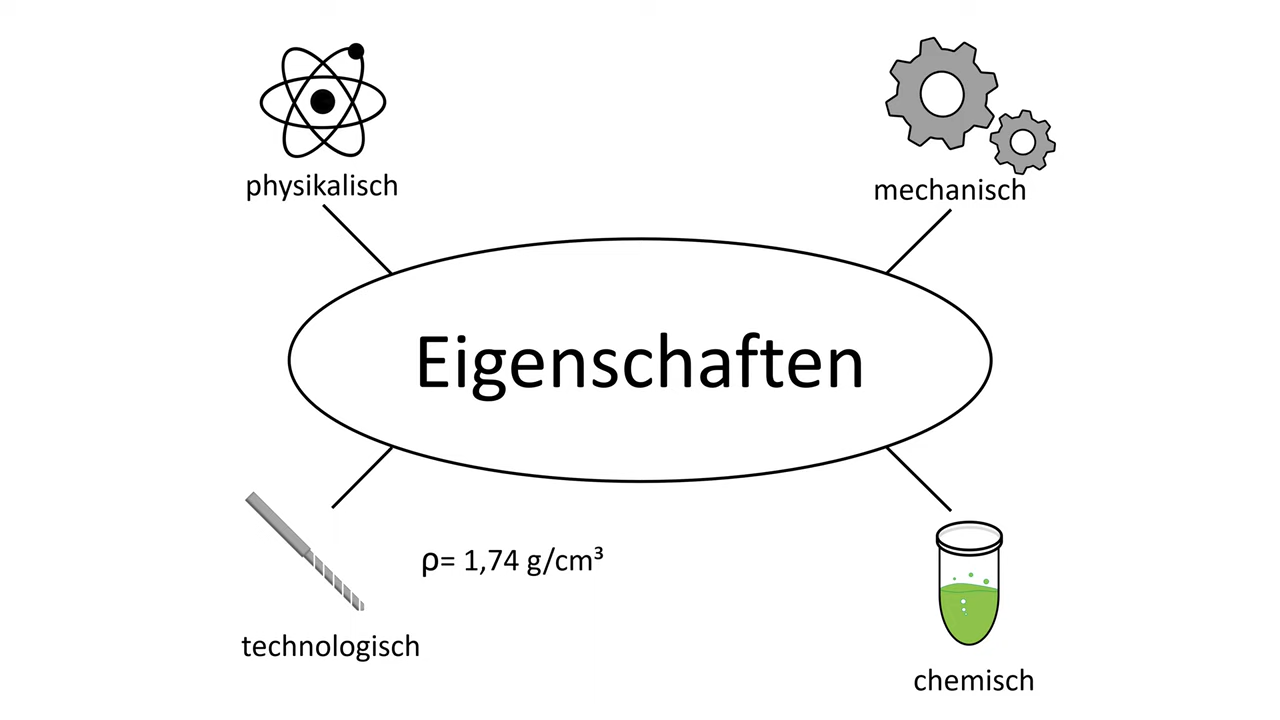 physikalisch
mechanisch
Eigenschaften
ρ= 1,74 g/cm³
technologisch
chemisch